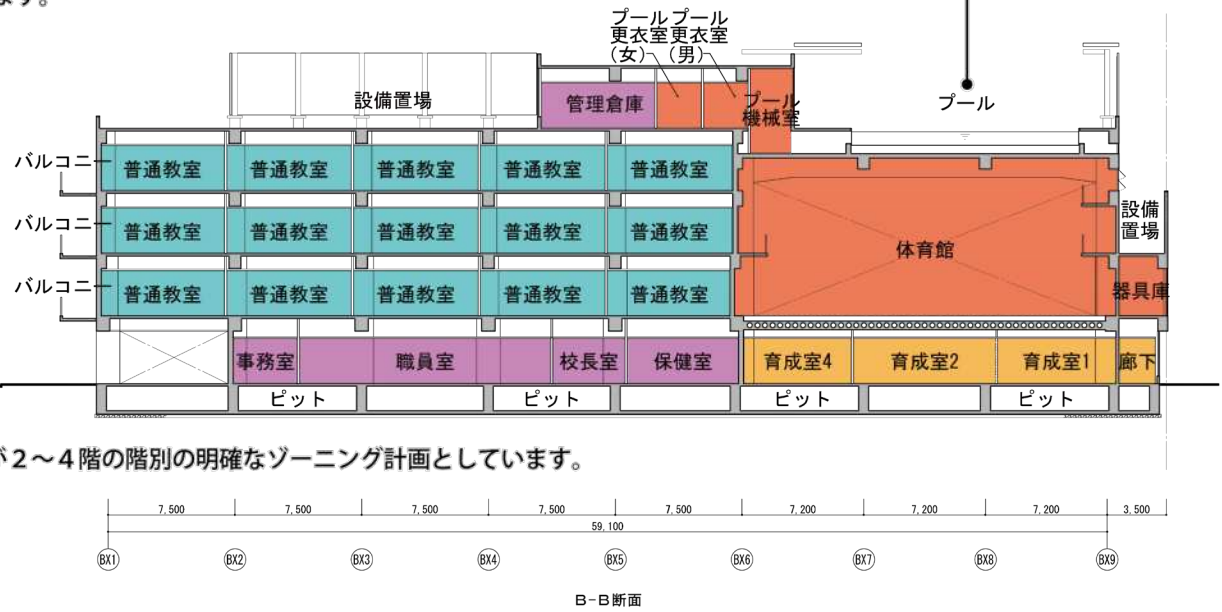 ます。
プール プール
更衣室 更衣室
(女) (男)
設備置場
管理倉庫
プール
機械室
プール
バルコニー
普通教室 普通教室 普通教室 普通教室 普通教室
バルコニー
普通教室 普通教室 普通教室 普通教室 普通教室
設備
置場
体育館
バルコニー
普通教室 普通教室 普通教室 普通教室 普通教室
器具庫
事務室 職員室 校長室 保健室 育成室4 育成室2 育成室1 廊下
ピット ピット ピット ピット
が2～4階の階別の明確なゾーニング計画としています。
7,500 7,500 7,500 7,500 7,500 7,200 7,200 7,200 3,500
59,100
BX1 BX2 BX3 BX4 BX5 BX6 BX7 BX8 BX9
B-B断面